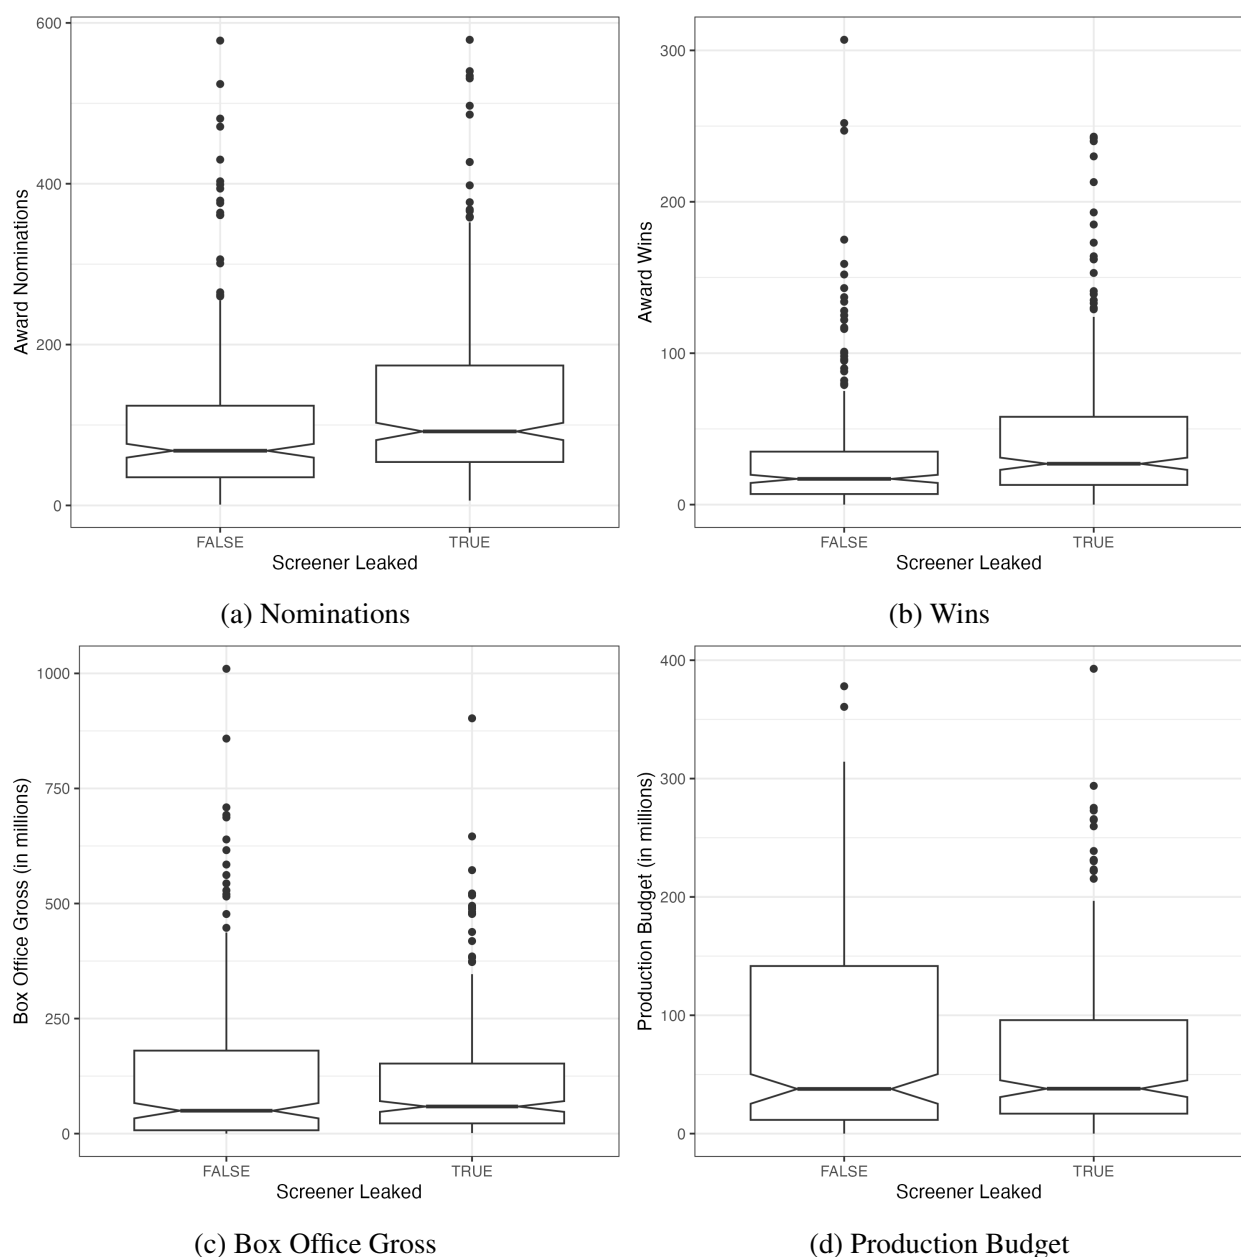 600
400
200
0
Award Nominations
FALSE
TRUE
Screener Leaked
(a) Nominations
300
200
100
0
Award Wins
FALSE
TRUE
Screener Leaked
(b) Wins
1000
750
500
250
0
Box Office Gross (in millions)
FALSE
TRUE
Screener Leaked
(c) Box Office Gross
400
300
200
100
0
Production Budget (in millions)
FALSE
TRUE
Screener Leaked
(d) Production Budget